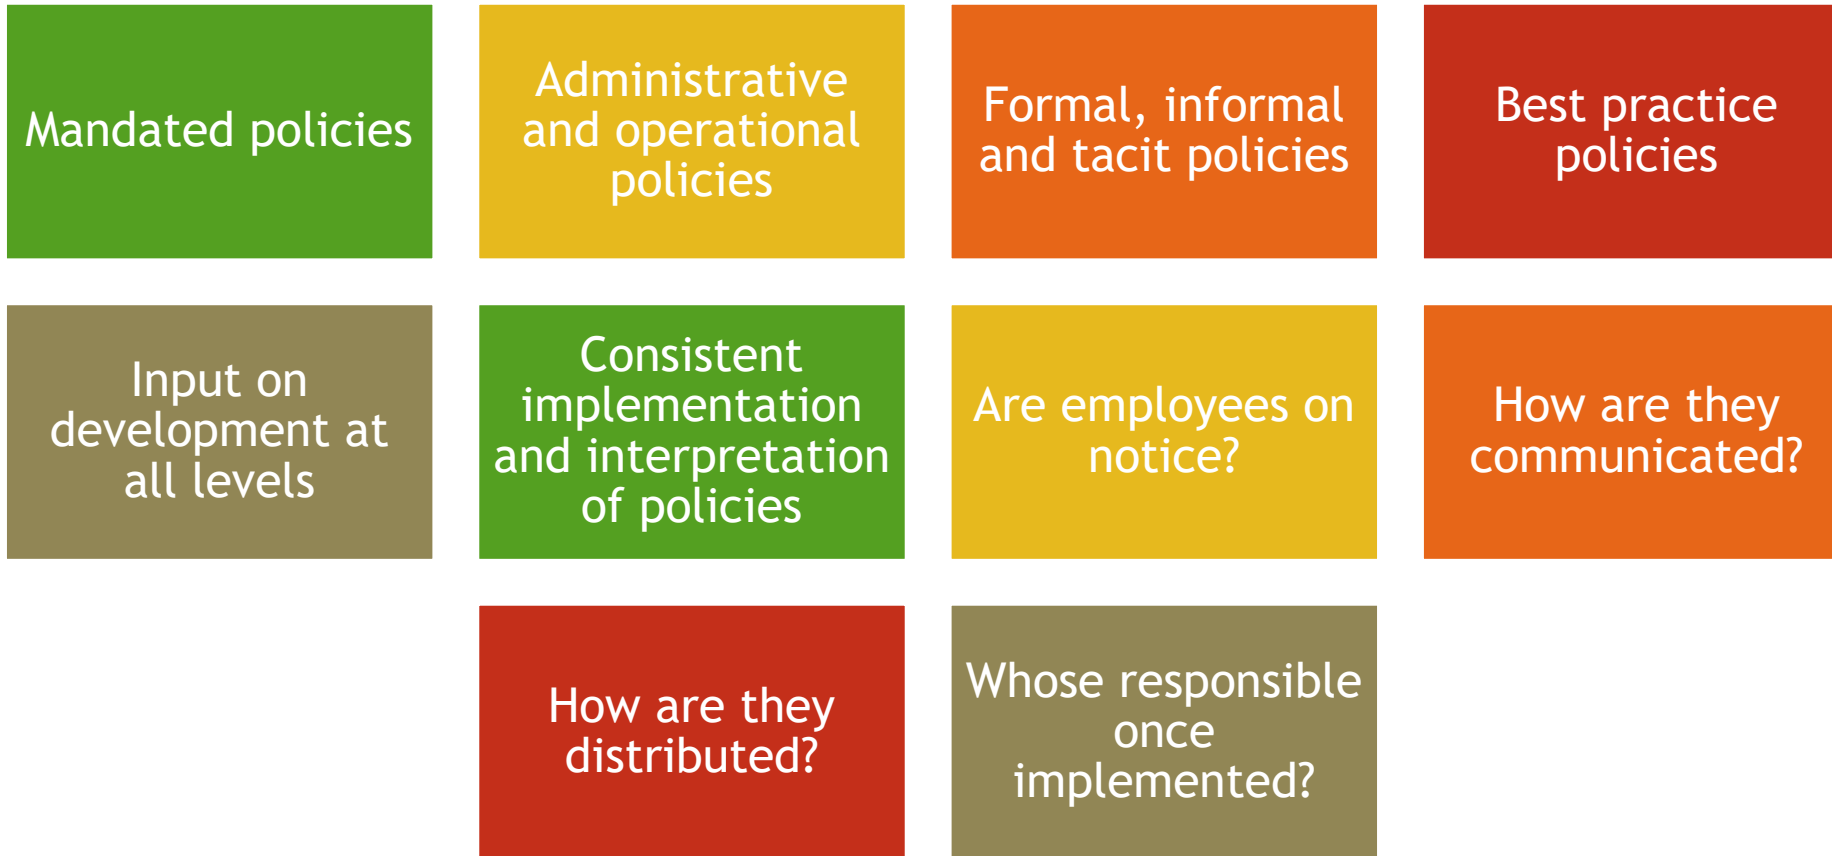 Mandated policies
Administrative
and operational
policies
Formal, informal
and tacit policies
Best practice
policies
Input on
development at
all levels
Consistent
implementation
and interpretation
of policies
Are employees on
notice?
How are they
communicated?
How are they
distributed?
Whose responsible
once
implemented?